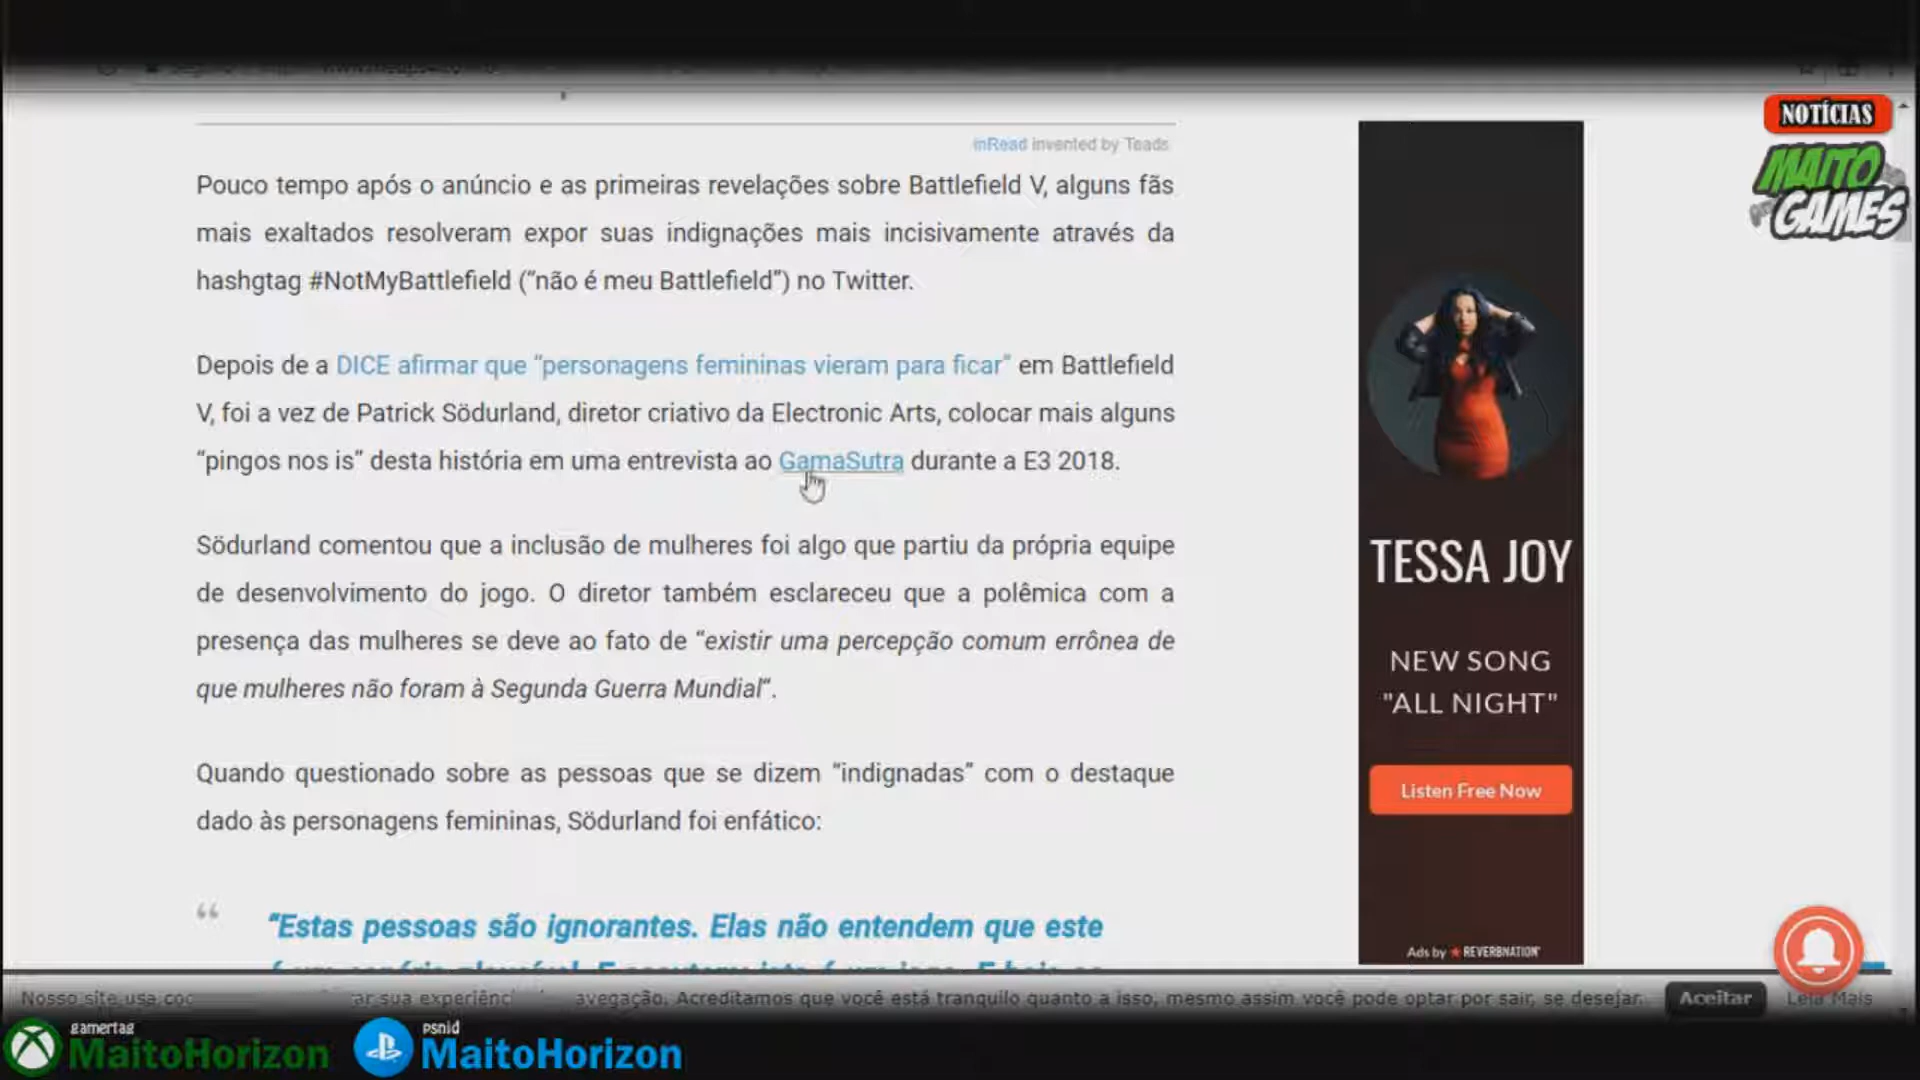 NOTÍCIAS
MAITO
GAMES
inRead invented by Teads
Pouco tempo após o anúncio e as primeiras revelações sobre Battlefield V, alguns fãs
mais exaltados resolveram expor suas indignações mais incisivamente através da
hashgtag #NotMyBattlefield (“não é meu Battlefield”) no Twitter.
Depois de a DICE afirmar que “personagens femininas vieram para ficar” em Battlefield
V, foi a vez de Patrick Södurland, diretor criativo da Electronic Arts, colocar mais alguns
“pingos nos is” desta história em uma entrevista ao GamaSutra durante a E3 2018.
Södurland comentou que a inclusão de mulheres foi algo que partiu da própria equipe
de desenvolvimento do jogo. O diretor também esclareceu que a polêmica com a
presença das mulheres se deve ao fato de “existir uma percepção comum errônea de
que mulheres não foram à Segunda Guerra Mundial“.
Quando questionado sobre as pessoas que se dizem “indignadas” com o destaque
dado às personagens femininas, Södurland foi enfático:
“Estas pessoas são ignorantes. Elas não entendem que este
TESSA JOY
NEW SONG
"ALL NIGHT"
Listen Free Now
Ads by REVERBNATION
Nosso site usa coo ar sua experiênci avegação. Acreditamos que você está tranquilo quanto a isso, mesmo assim você pode optar por sair, se desejar. Aceitar Leia Mais
gamertag
MaitoHorizon
psnid
MaitoHorizon